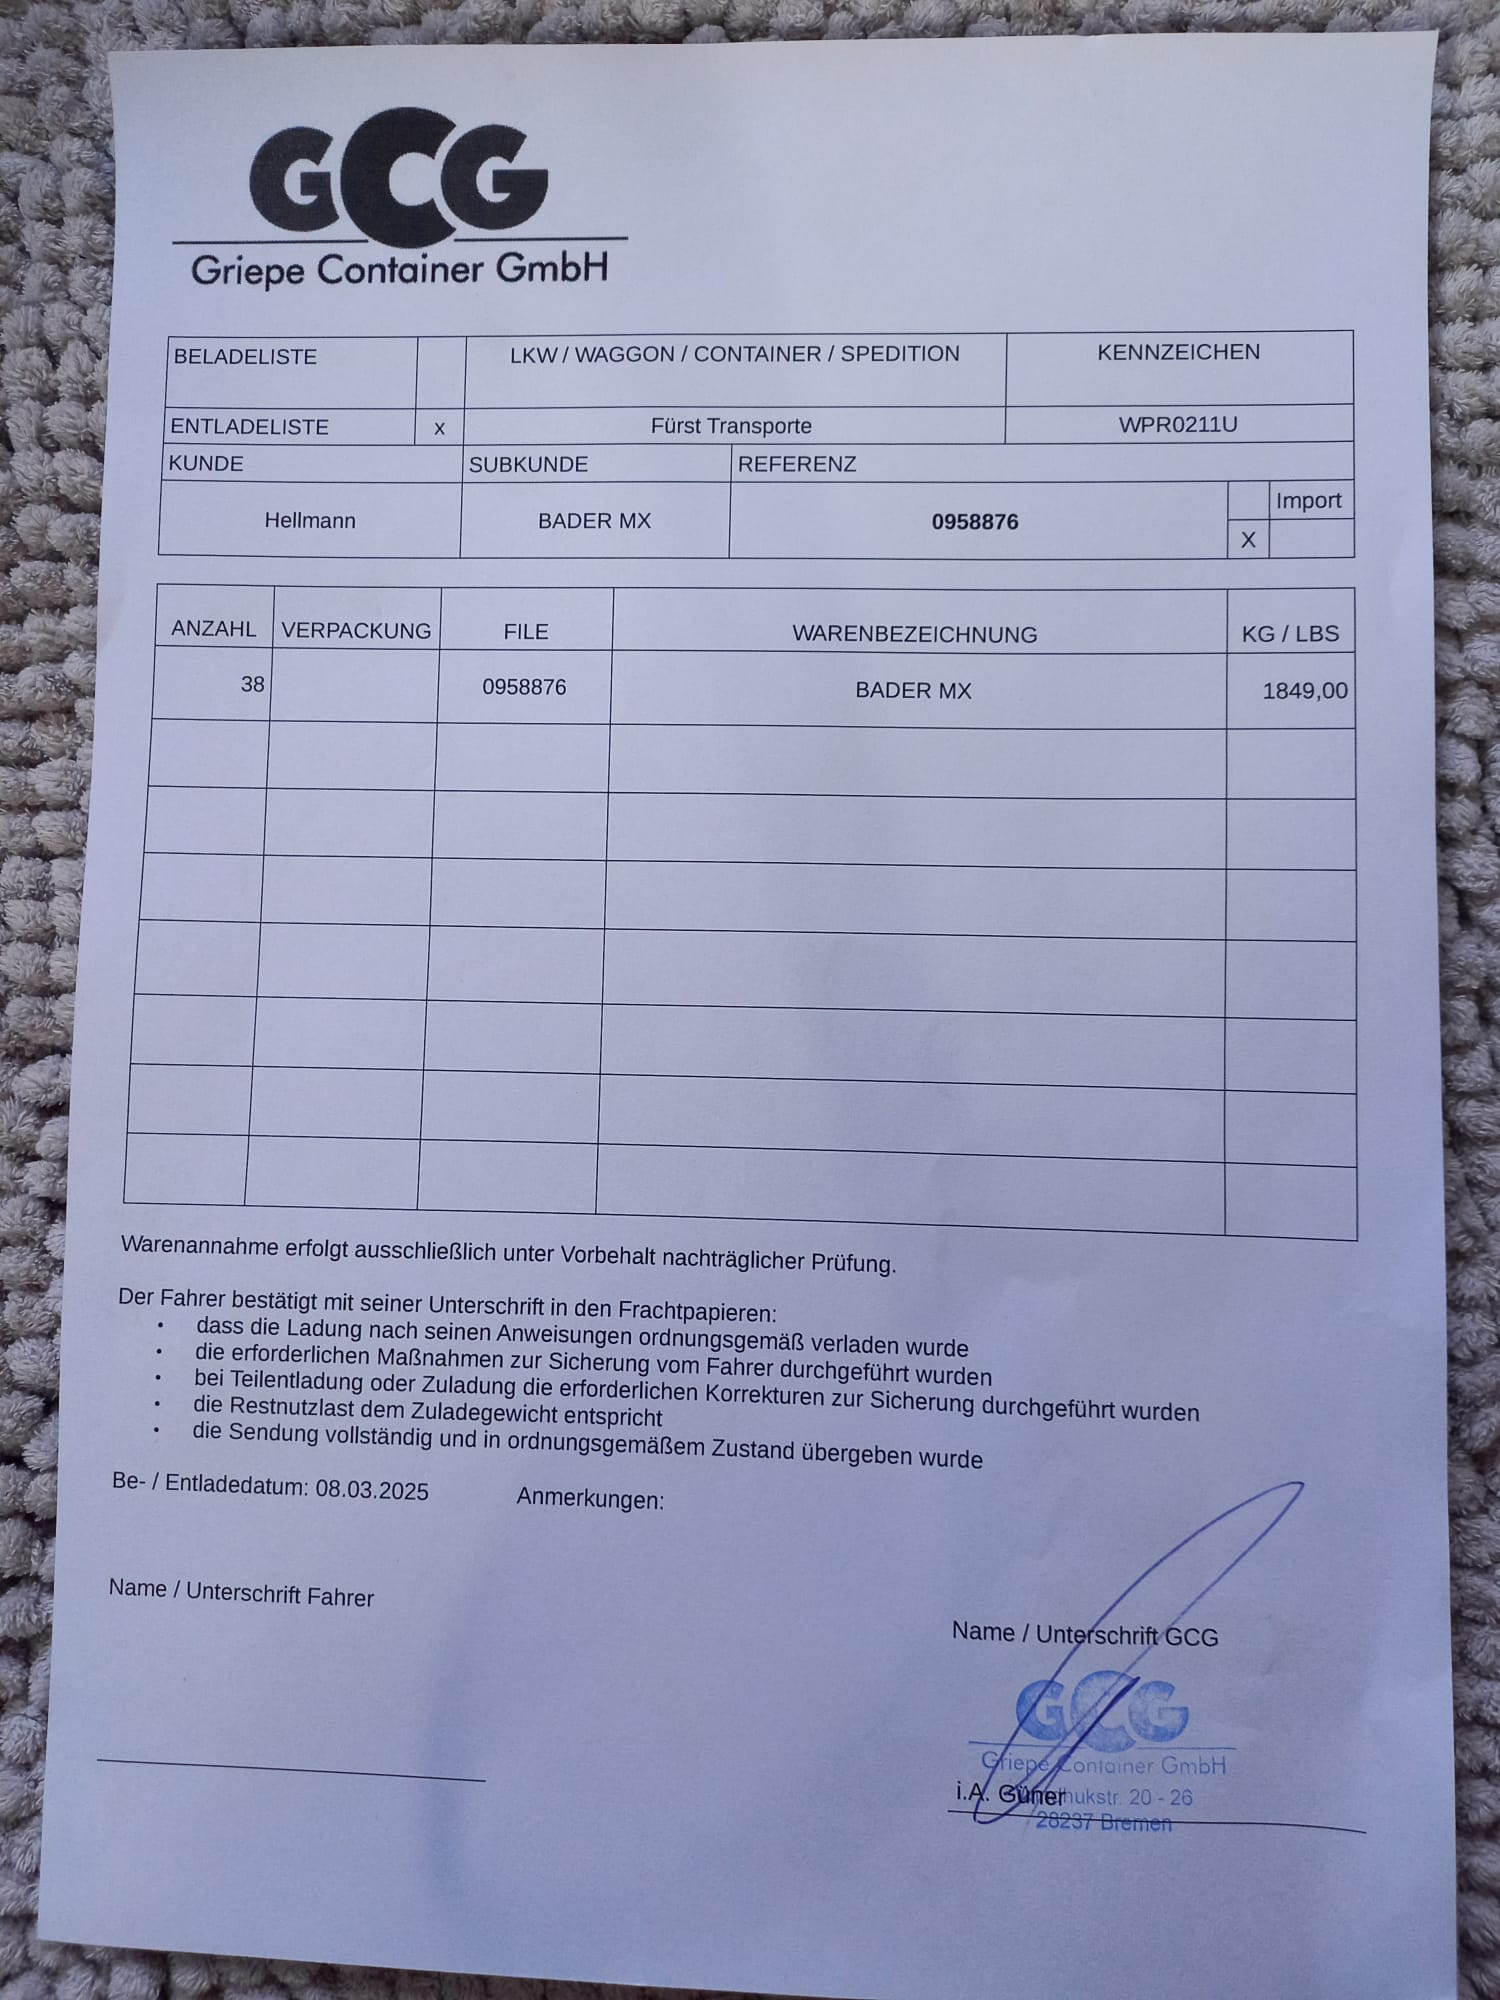 GCG
Griepe Container GmbH
BELADELISTE LKW / WAGGON / CONTAINER / SPEDITION KENNZEICHEN
ENTLADELISTE x Fürst Transporte WPR0211U
KUNDE SUBKUNDE REFERENZ
Hellmann BADER MX 0958876 Import
X
ANZAHL VERPACKUNG FILE WARENBEZEICHNUNG KG / LBS
38 0958876 BADER MX 1849,00
Warenannahme erfolgt ausschließlich unter Vorbehalt nachträglicher Prüfung.
Der Fahrer bestätigt mit seiner Unterschrift in den Frachtpapieren:
• dass die Ladung nach seinen Anweisungen ordnungsgemäß verladen wurde
• die erforderlichen Maßnahmen zur Sicherung vom Fahrer durchgeführt wurden
• bei Teilentladung oder Zuladung die erforderlichen Korrekturen zur Sicherung durchgeführt wurden
• die Restnutzlast dem Zuladegewicht entspricht
• die Sendung vollständig und in ordnungsgemäßem Zustand übergeben wurde
Be- / Entladedatum: 08.03.2025 Anmerkungen:
Name / Unterschrift Fahrer
Name / Unterschrift GCG
GCG
Griepe Container GmbH
i.A. Güner
20 - 26
28237 Bremen